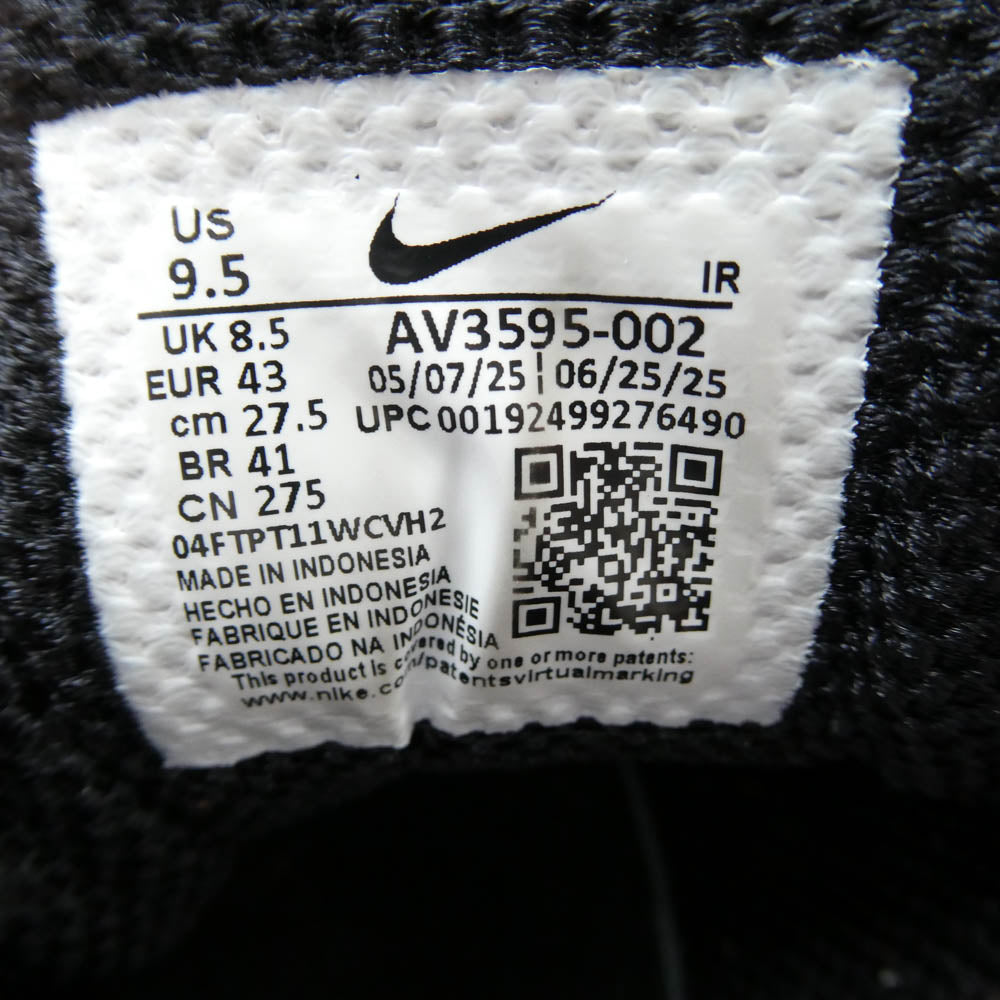 US
9.5
IR
UK 8.5
AV3595-002
EUR 43
05/07/25 | 06/25/25
cm 27.5
UPC 00192499276490
BR 41
CN 275
04FTPT11WCVH2
MADE IN INDONESIA
HECHO EN INDONESIA
FABRIQUE EN INDONESIE
FABRICADO NA INDONÉSIA
This product is covered by one or more patents:
www.nike.com/patentsvirtualmarking